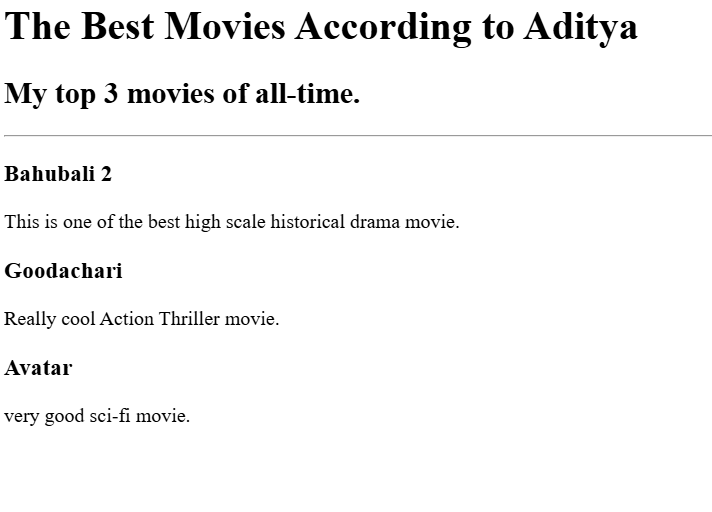 The Best Movies According to Aditya
My top 3 movies of all-time.
Bahubali 2
This is one of the best high scale historical drama movie.
Goodachari
Really cool Action Thriller movie.
Avatar
very good sci-fi movie.